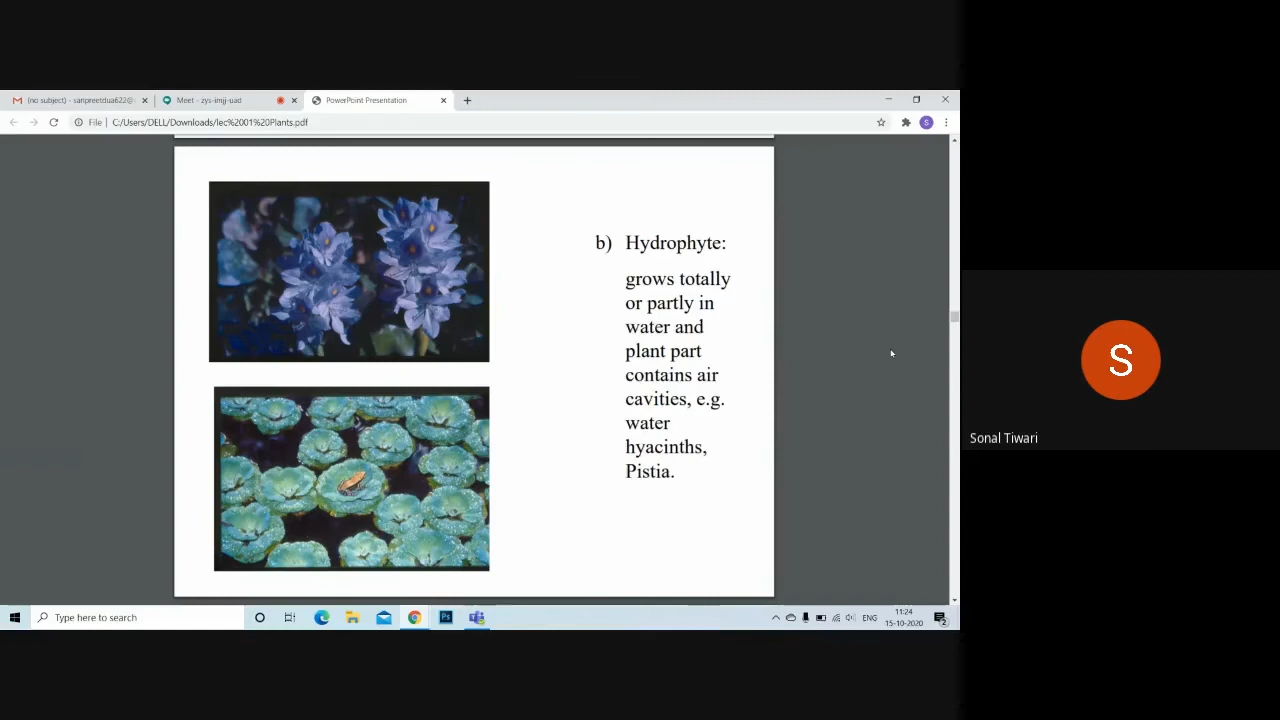 (no subject) - sanpreetdua622@
Meet - zys-imjj-uad
PowerPoint Presentation
File
C:/Users/DELL/Downloads/lec%2001%20Plants.pdf
S
b) Hydrophyte:
grows totally
or partly in
water and
plant part
contains air
cavities, e.g.
water
hyacinths,
Pistia.
S
Sonal Tiwari
Type here to search
Ps
ENG
11:24
15-10-2020
2